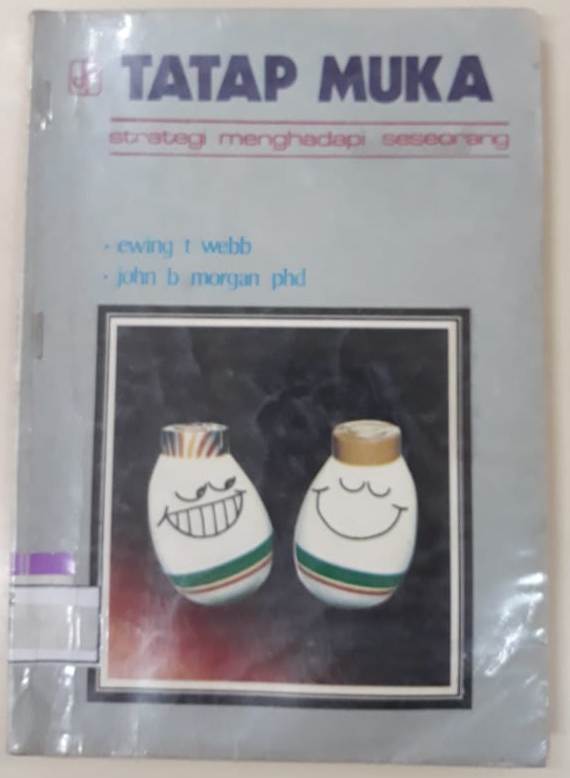 TATAP MUKA
strategi menghadapi seseorang
· ewing t webb
· john b morgan phd